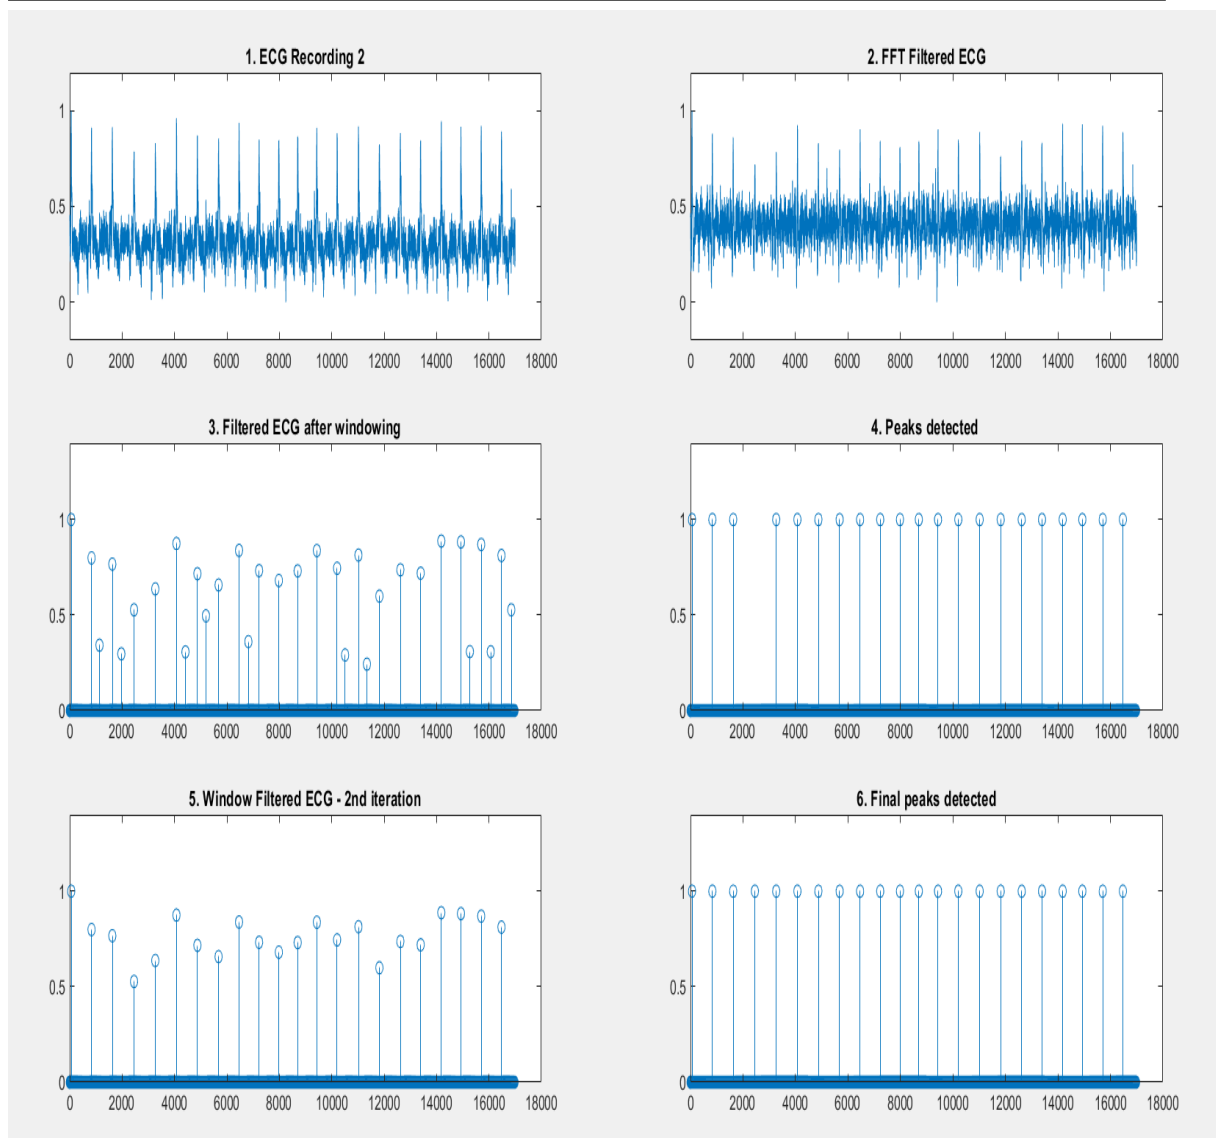 1. ECG Recording 2
1
0.5
0
0 2000 4000 6000 8000 10000 12000 14000 16000 18000
2. FFT Filtered ECG
1
0.5
0
0 2000 4000 6000 8000 10000 12000 14000 16000 18000
3. Filtered ECG after windowing
1
0.5
0
0 2000 4000 6000 8000 10000 12000 14000 16000 18000
4. Peaks detected
1
0.5
0
0 2000 4000 6000 8000 10000 12000 14000 16000 18000
5. Window Filtered ECG - 2nd iteration
1
0.5
0
0 2000 4000 6000 8000 10000 12000 14000 16000 18000
6. Final peaks detected
1
0.5
0
0 2000 4000 6000 8000 10000 12000 14000 16000 18000